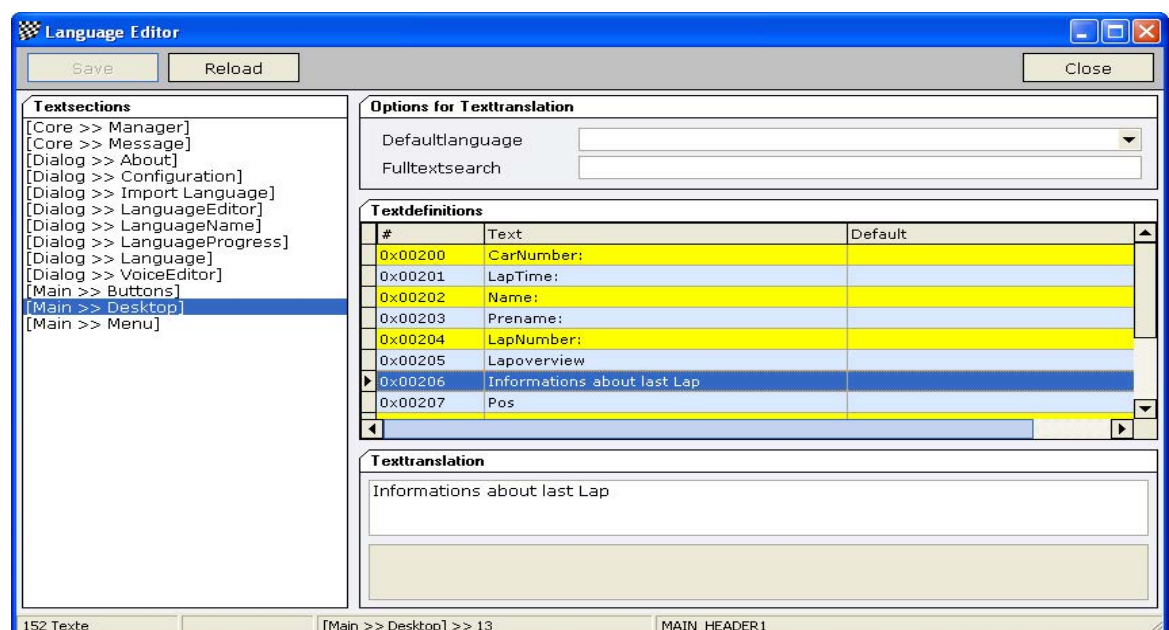 Language Editor
Save Reload Close
Textsections
[Core >> Manager]
[Core >> Message]
[Dialog >> About]
[Dialog >> Configuration]
[Dialog >> Import Language]
[Dialog >> LanguageEditor]
[Dialog >> LanguageName]
[Dialog >> LanguageProgress]
[Dialog >> Language]
[Dialog >> VoiceEditor]
[Main >> Buttons]
[Main >> Desktop]
[Main >> Menu]
Options for Texttranslation
Defaultlanguage
Fulltextsearch
Textdefinitions
# Text Default
0x00200 CarNumber:
0x00201 LapTime:
0x00202 Name:
0x00203 Prename:
0x00204 LapNumber:
0x00205 Lapoverview
0x00206 Informations about last Lap
0x00207 Pos
Texttranslation
Informations about last Lap
152 Texte [Main >> Desktop] >> 13 MAIN_HEADER1